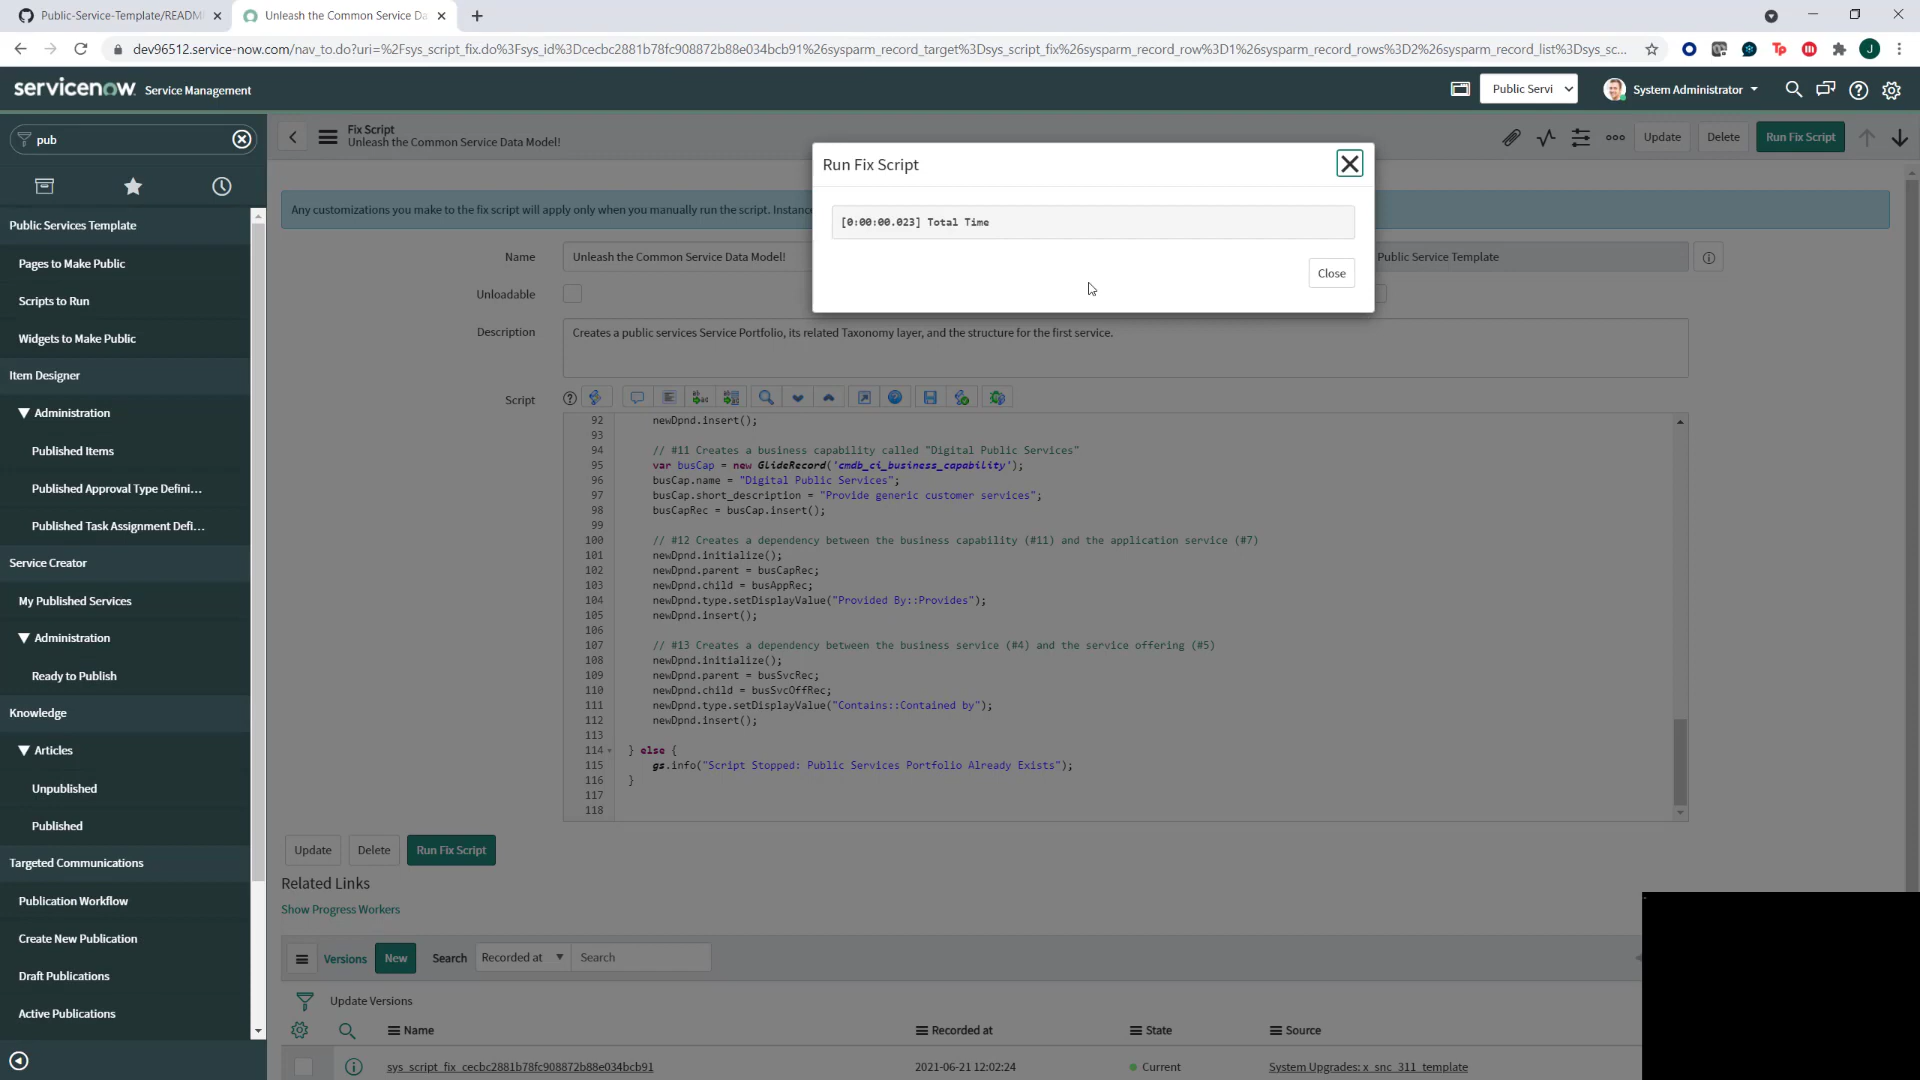 Public-Service-Template/READM
Unleash the Common Service Da
dev96512.service-now.com/nav_to.do?uri=%2Fsys_script_fix.do%3Fsys_id%3Dcecbc2881b78fc908872b88e034bcb91%26sysparm_record_target%3Dsys_script_fix%26sysparm_record_row%3D1%26sysparm_record_rows%3D2%26sysparm_record_list%3Dsys_sc...
servicenow Service Management
Public Servi
System Administrator
pub
Fix Script
Unleash the Common Service Data Model!
Update
Delete
Run Fix Script
Public Services Template
Pages to Make Public
Scripts to Run
Widgets to Make Public
Item Designer
Administration
Published Items
Published Approval Type Defini...
Published Task Assignment Defi...
Service Creator
My Published Services
Administration
Ready to Publish
Knowledge
Articles
Unpublished
Published
Targeted Communications
Publication Workflow
Create New Publication
Draft Publications
Active Publications
Any customizations you make to the fix script will apply only when you manually run the script. Instanc
Run Fix Script
[0:00:00.023] Total Time
Close
Name
Unleash the Common Service Data Model!
Public Service Template
Unloadable
Description
Creates a public services Service Portfolio, its related Taxonomy layer, and the structure for the first service.
Script
92 newDpnd.insert();
93
94 // #11 Creates a business capability called "Digital Public Services"
95 var busCap = new GlideRecord('cmdb_ci_business_capability');
96 busCap.name = "Digital Public Services";
97 busCap.short_description = "Provide generic customer services";
98 busCapRec = busCap.insert();
99
100 // #12 Creates a dependency between the business capability (#11) and the application service (#7)
101 newDpnd.initialize();
102 newDpnd.parent = busCapRec;
103 newDpnd.child = busAppRec;
104 newDpnd.type.setDisplayValue("Provided By::Provides");
105 newDpnd.insert();
106
107 // #13 Creates a dependency between the business service (#4) and the service offering (#5)
108 newDpnd.initialize();
109 newDpnd.parent = busSvcRec;
110 newDpnd.child = busSvcOffRec;
111 newDpnd.type.setDisplayValue("Contains::Contained by");
112 newDpnd.insert();
113
114 } else {
115 gs.info("Script Stopped: Public Services Portfolio Already Exists");
116 }
117
118
Update
Delete
Run Fix Script
Related Links
Show Progress Workers
Versions
New
Search
Recorded at
Search
Update Versions
Name
Recorded at
State
Source
sys_script_fix_cecbc2881b78fc908872b88e034bcb91
2021-06-21 12:02:24
Current
System Upgrades: x_snc_311_template